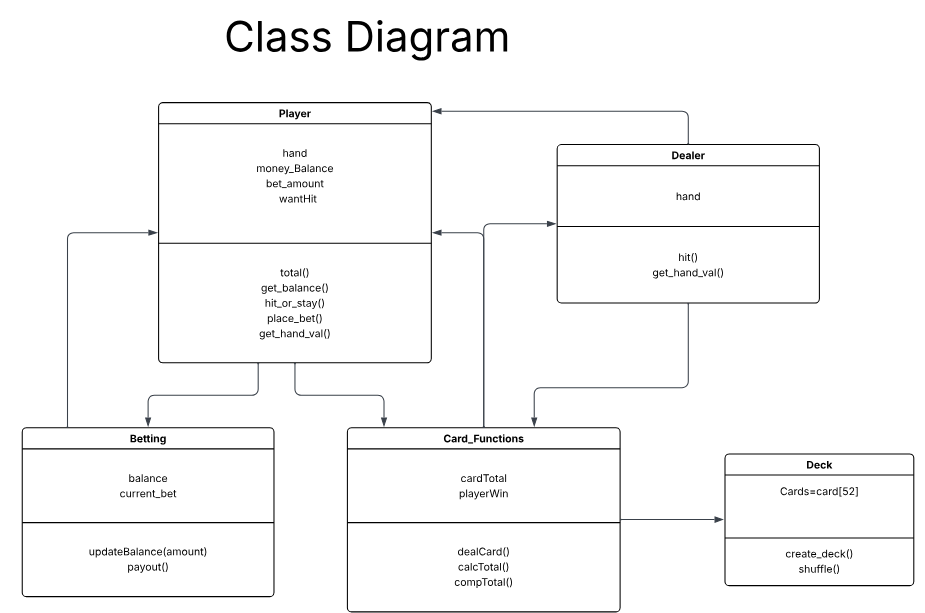 Class Diagram
Player
hand
money_Balance
bet_amount
wantHit
total()
get_balance()
hit_or_stay()
place_bet()
get_hand_val()
Dealer
hand
hit()
get_hand_val()
Betting
balance
current_bet
updateBalance(amount)
payout()
Card_Functions
cardTotal
playerWin
dealCard()
calcTotal()
compTotal()
Deck
Cards=card[52]
create_deck()
shuffle()